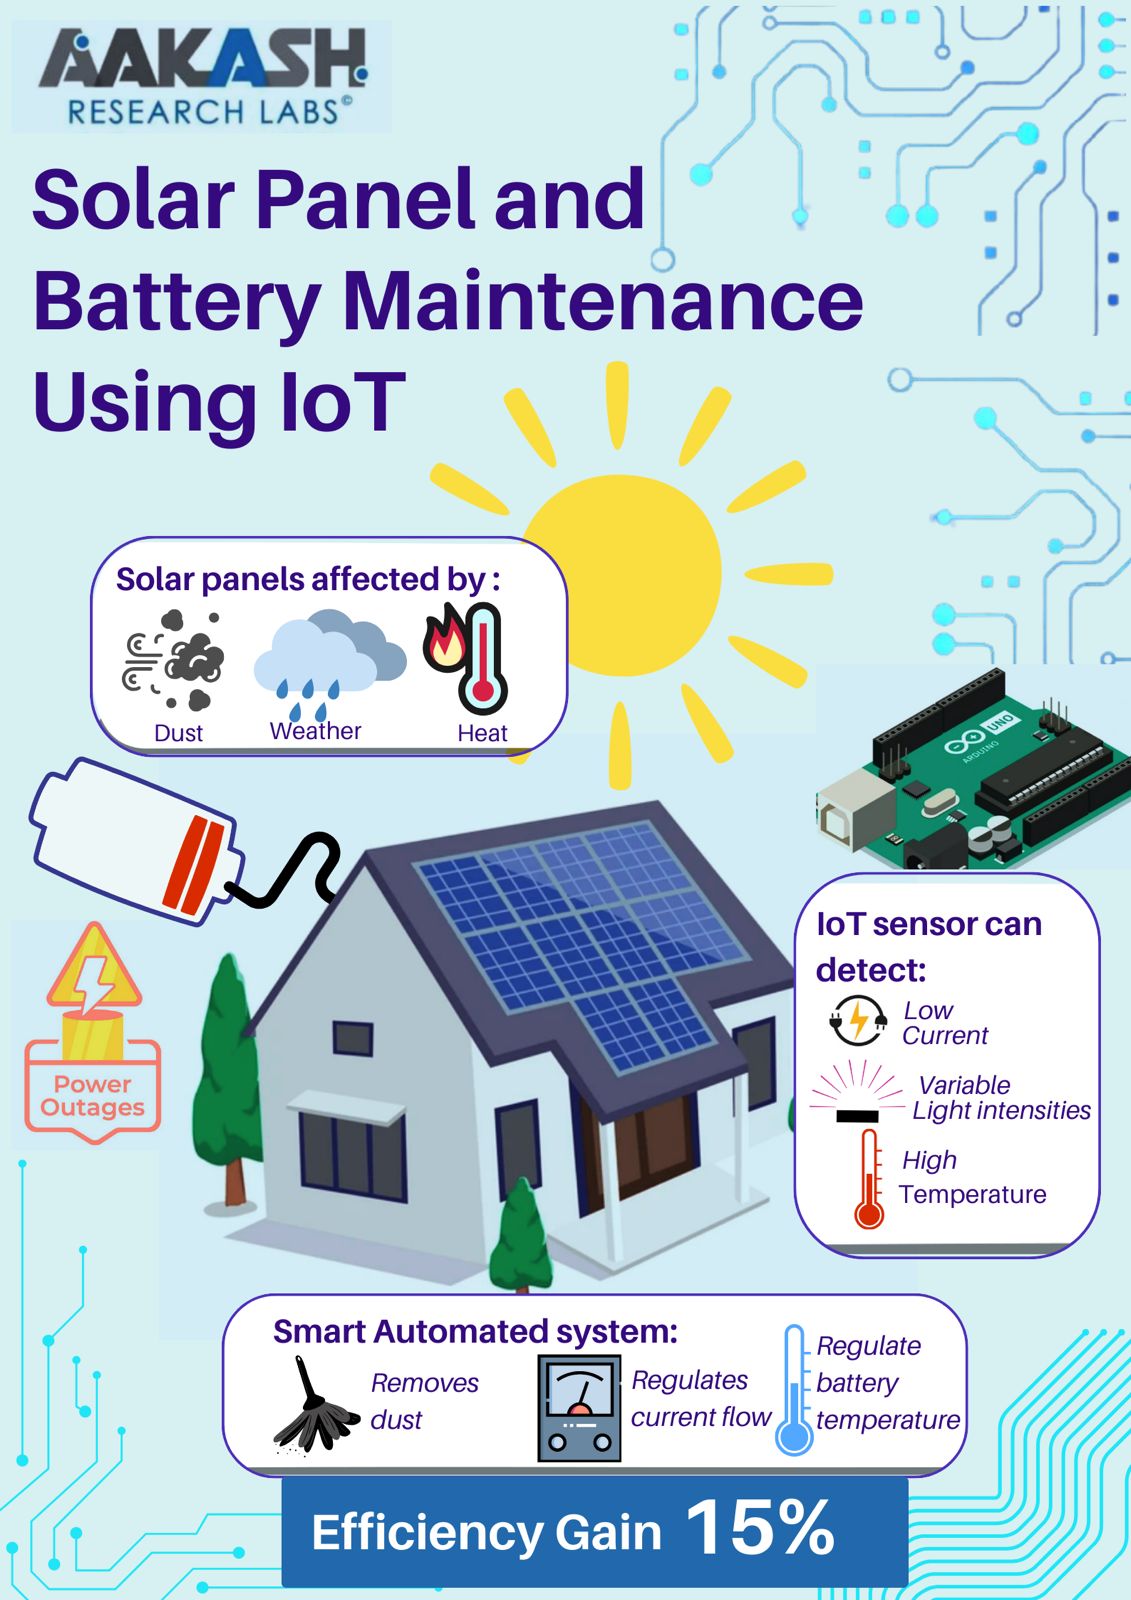 AAKASH
RESEARCH LABS©
Solar Panel and
Battery Maintenance
Using IoT
Solar panels affected by :
Dust
Weather
Heat
UNO
ARDUINO
Power
Outages
IoT sensor can
detect:
Low
Current
Variable
Light intensities
High
Temperature
Smart Automated system:
Removes
dust
Regulates
current flow
Regulate
battery
temperature
Efficiency Gain 15%